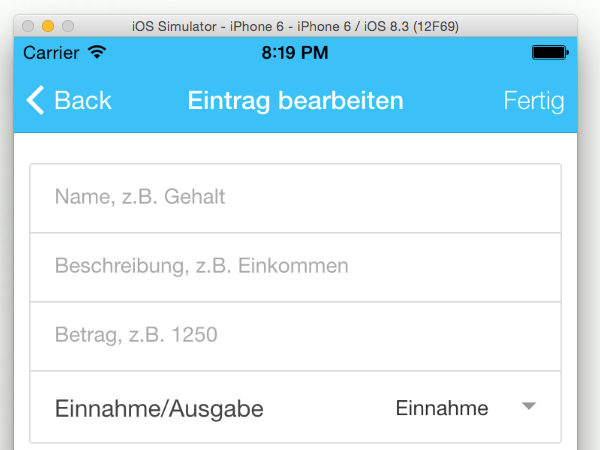 iOS Simulator - iPhone 6 - iPhone 6 / iOS 8.3 (12F69)
Carrier 8:19 PM
Back Eintrag bearbeiten Fertig
Name, z.B. Gehalt
Beschreibung, z.B. Einkommen
Betrag, z.B. 1250
Einnahme/Ausgabe Einnahme